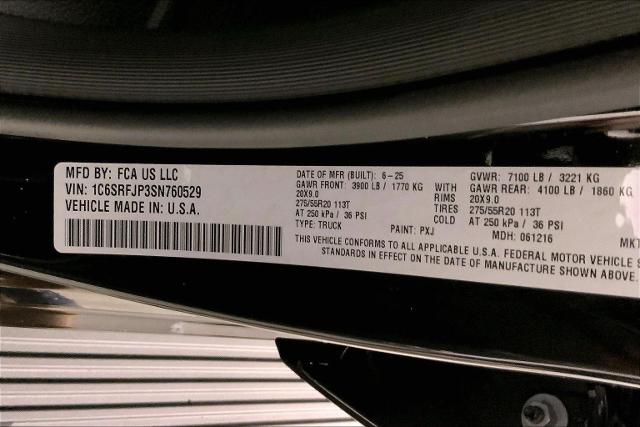 MFD BY: FCA US LLC
VIN: 1C6SRFJP3SN760529
VEHICLE MADE IN: U.S.A.
DATE OF MFR (BUILT): 6-25
GAWR FRONT: 3900 LB / 1770 KG
20X9.0
275/55R20 113T
AT 250 kPa / 36 PSI
TYPE: TRUCK
PAINT: PXJ
WITH
RIMS
TIRES
COLD
GVWR: 7100 LB / 3221 KG
GAWR REAR: 4100 LB / 1860 KG
20X9.0
275/55R20 113T
AT 250 kPa / 36 PSI
MDH: 061216
MKT
THIS VEHICLE CONFORMS TO ALL APPLICABLE U.S.A. FEDERAL MOTOR VEHICLE S
STANDARDS IN EFFECT ON THE DATE OF MANUFACTURE SHOWN ABOVE.